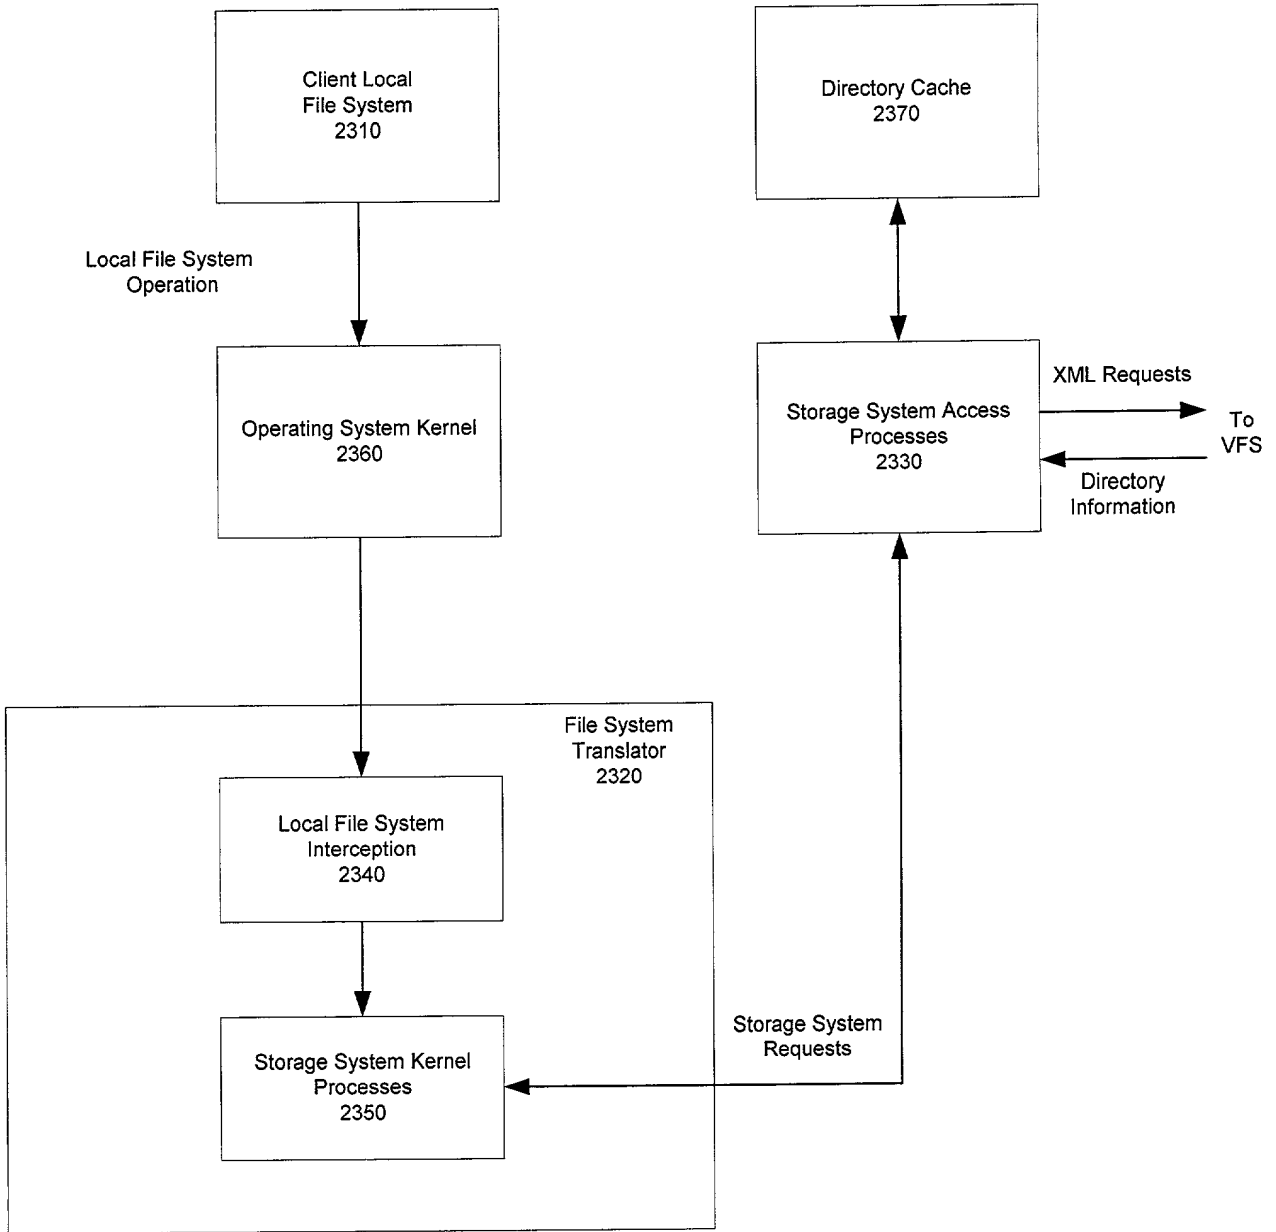 Client Local
File System
2310
Directory Cache
2370
Local File System
Operation
Operating System Kernel
2360
Storage System Access
Processes
2330
XML Requests
To
VFS
Directory
Information
File System
Translator
2320
Local File System
Interception
2340
Storage System Kernel
Processes
2350
Storage System
Requests